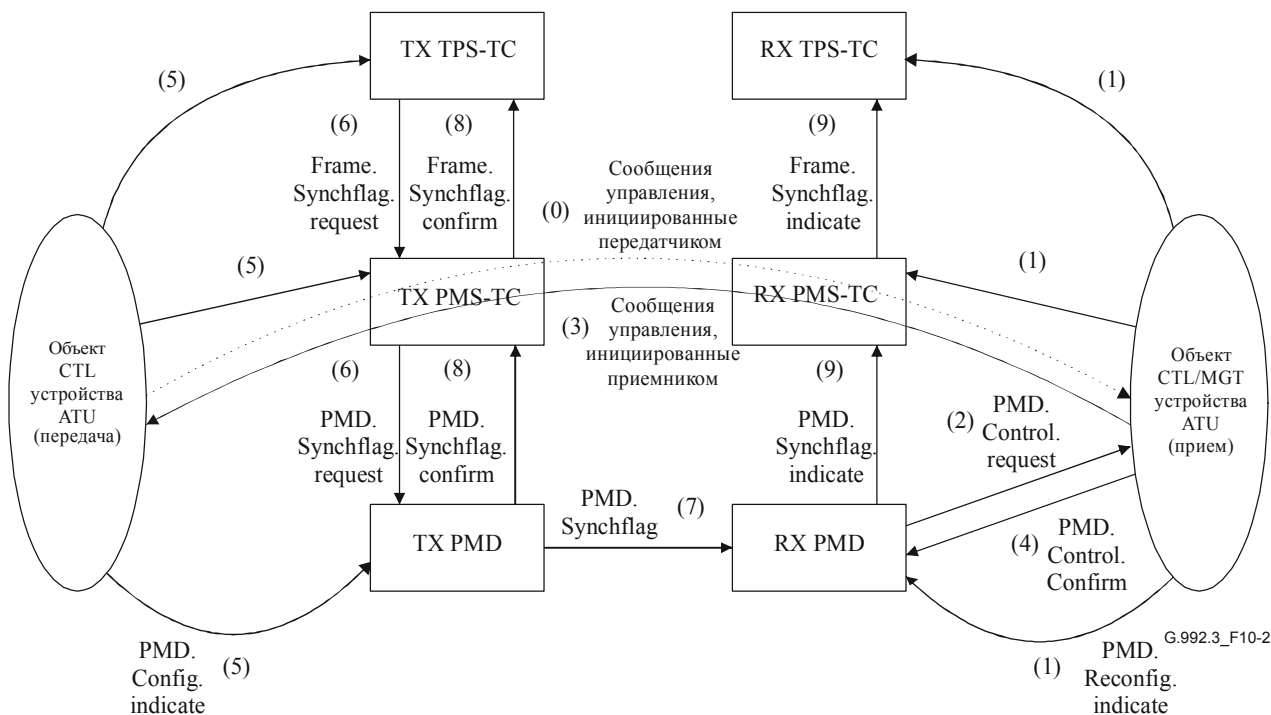 TX TPS-TC
RX TPS-TC
(5)
(1)
(6)
(8)
(9)
Frame.
Synchflag.
request
Frame.
Synchflag.
confirm
Сообщения
управления,
инициированные
передатчиком
(0)
Frame.
Synchflag.
indicate
(5)
(1)
TX PMS-TC
RX PMS-TC
(3)
Сообщения
управления,
инициированные
приемником
Объект
CTL
устройства
ATU
(передача)
Объект
CTL/MGT
устройства
ATU
(прием)
(6)
(8)
(9)
PMD.
Synchflag.
request
PMD.
Synchflag.
confirm
PMD.
Synchflag.
indicate
(2)
PMD.
Control.
request
PMD.
Synchflag
(7)
TX PMD
RX PMD
(4)
PMD.
Control.
Confirm
PMD.
Config.
indicate
(5)
(1)
PMD.
Reconfig.
indicate
G.992.3_F10-2